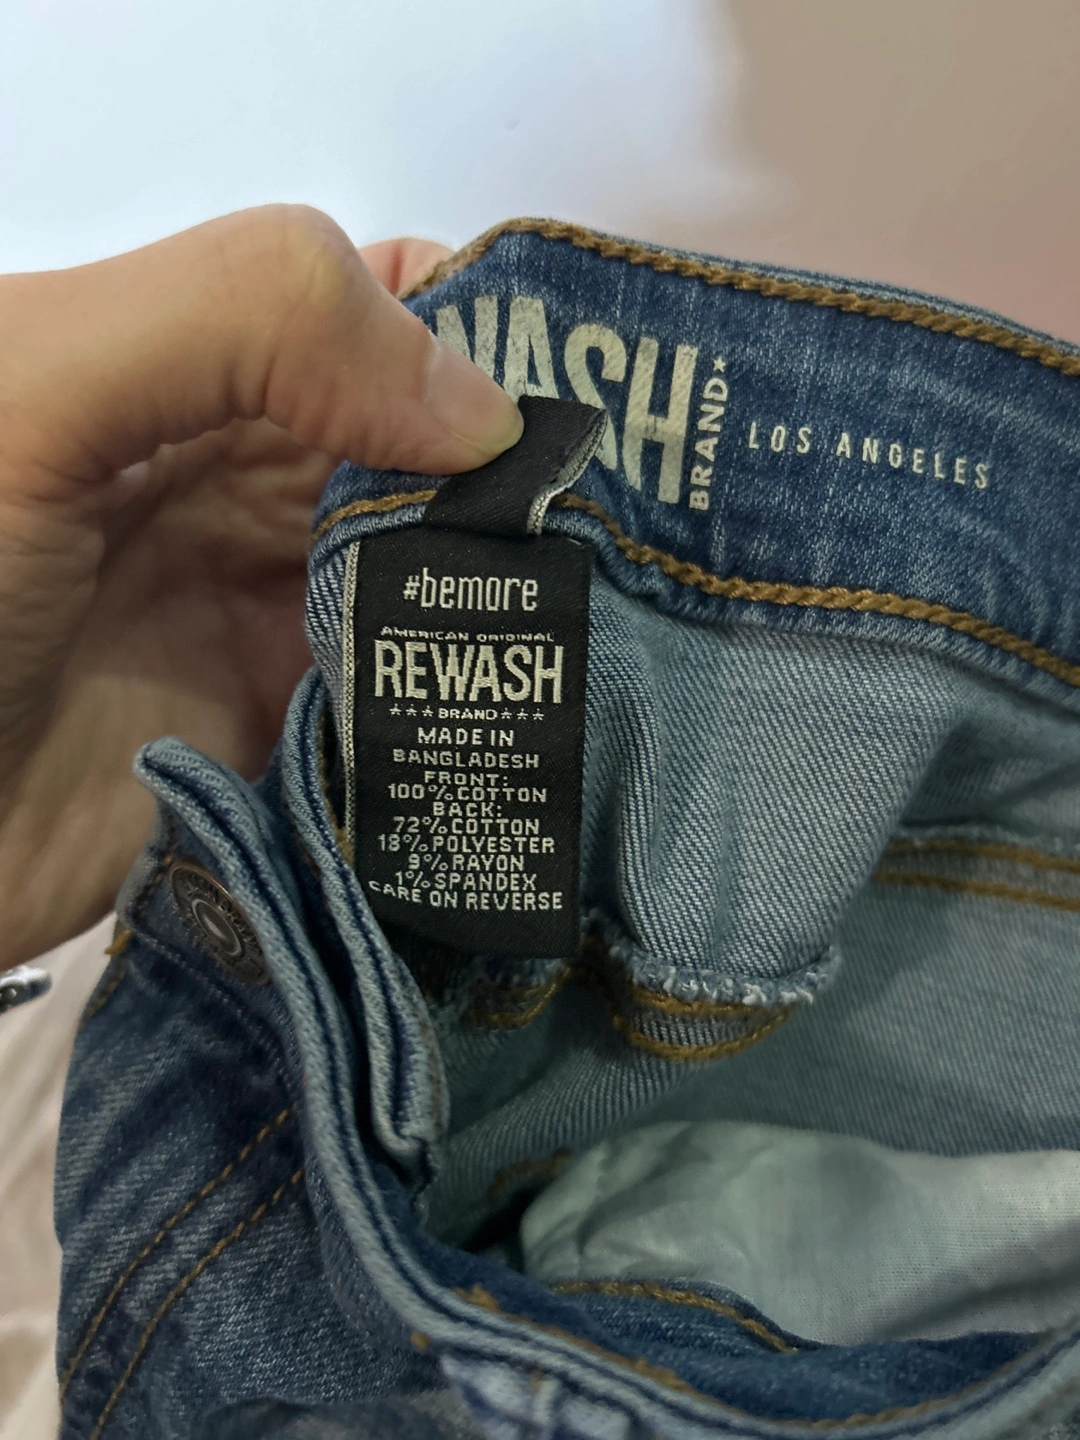 WASH
BRAND★
LOS ANGELES
#bemore
AMERICAN ORIGINAL
REWASH
★★★BRAND★★★
MADE IN
BANGLADESH
FRONT:
100%COTTON
BACK:
72%COTTON
18%POLYESTER
9%RAYON
1%SPANDEX
CARE ON REVERSE